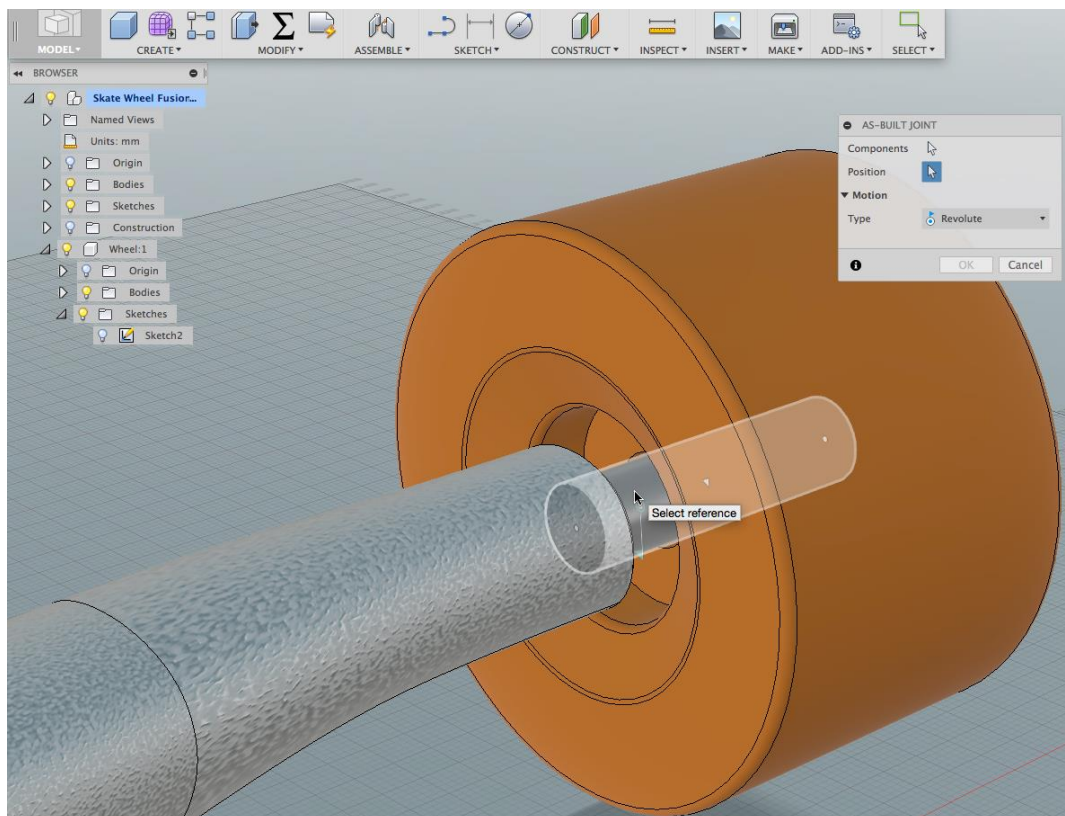 MODEL▾
CREATE▾
MODIFY▾
ASSEMBLE▾
SKETCH▾
CONSTRUCT▾
INSPECT▾
INSERT▾
MAKE▾
ADD-INS▾
SELECT▾
BROWSER
Skate Wheel Fusior...
Named Views
Units: mm
Origin
Bodies
Sketches
Construction
Wheel:1
Origin
Bodies
Sketches
Sketch2
AS-BUILT JOINT
Components
Position
Motion
Type Revolute
OK Cancel
Select reference